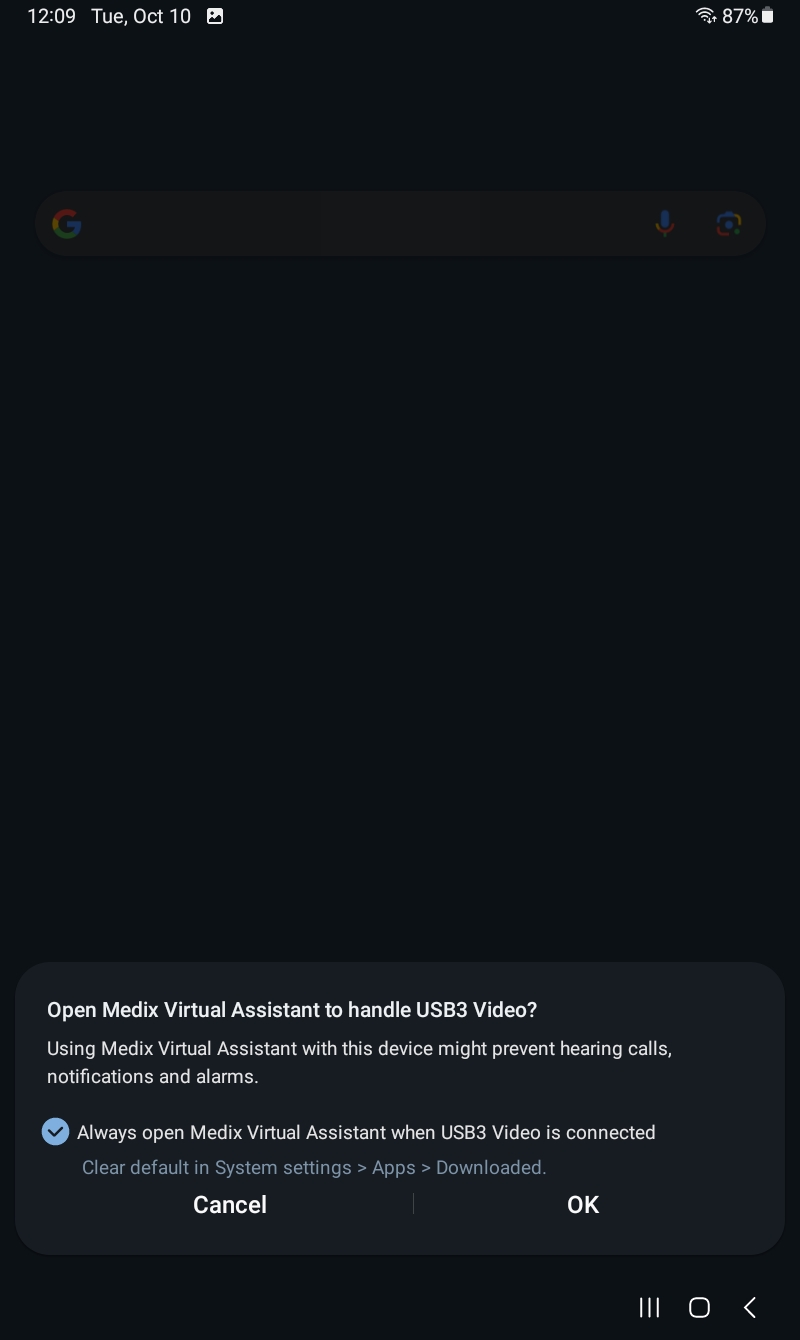 12:09 Tue, Oct 10 87%
Open Medix Virtual Assistant to handle USB3 Video?
Using Medix Virtual Assistant with this device might prevent hearing calls,
notifications and alarms.
Always open Medix Virtual Assistant when USB3 Video is connected
Clear default in System settings > Apps > Downloaded.
Cancel OK